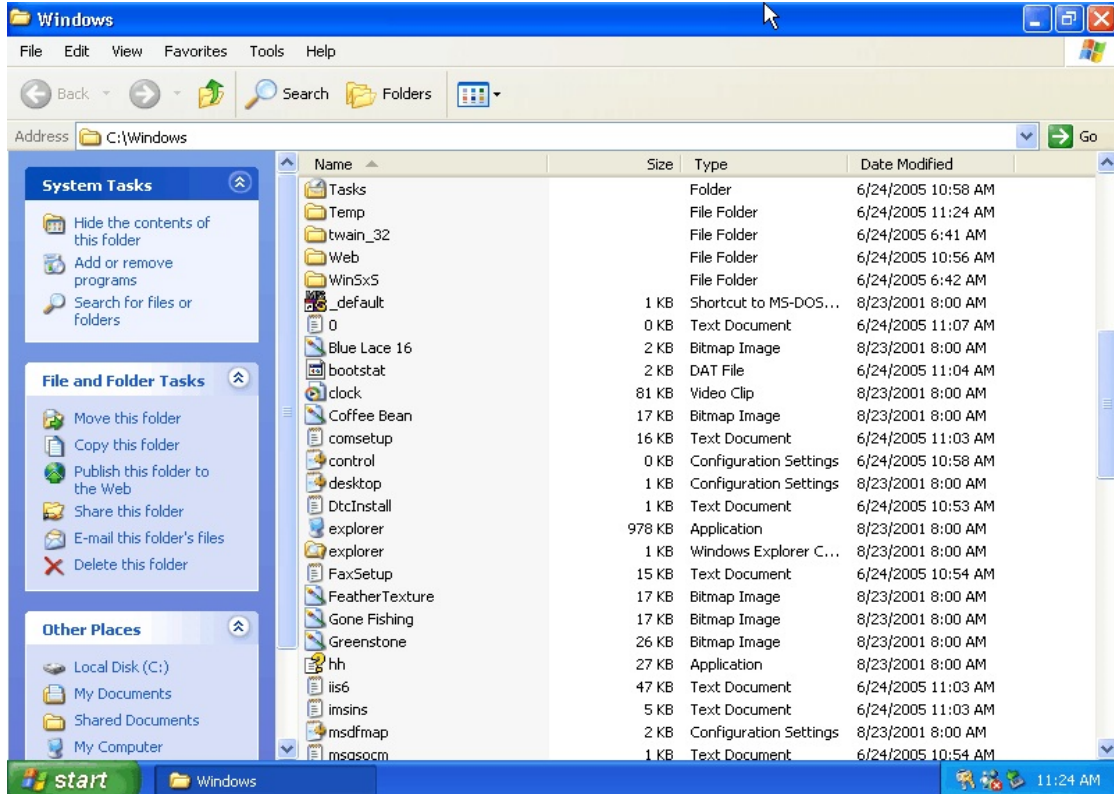 Windows
File Edit View Favorites Tools Help
Back Search Folders
Address C:\Windows Go
System Tasks
Hide the contents of
this folder
Add or remove
programs
Search for files or
folders
File and Folder Tasks
Move this folder
Copy this folder
Publish this folder to
the Web
Share this folder
E-mail this folder's files
Delete this folder
Other Places
Local Disk (C:)
My Documents
Shared Documents
My Computer
Name Size Type Date Modified
Tasks Folder 6/24/2005 10:58 AM
Temp File Folder 6/24/2005 11:24 AM
twain_32 File Folder 6/24/2005 6:41 AM
Web File Folder 6/24/2005 10:56 AM
WinSxS File Folder 6/24/2005 6:42 AM
_default 1 KB Shortcut to MS-DOS... 8/23/2001 8:00 AM
0 0 KB Text Document 6/24/2005 11:07 AM
Blue Lace 16 2 KB Bitmap Image 8/23/2001 8:00 AM
bootstat 2 KB DAT File 6/24/2005 11:04 AM
clock 81 KB Video Clip 8/23/2001 8:00 AM
Coffee Bean 17 KB Bitmap Image 8/23/2001 8:00 AM
comsetup 16 KB Text Document 6/24/2005 11:03 AM
control 0 KB Configuration Settings 6/24/2005 10:58 AM
desktop 1 KB Configuration Settings 8/23/2001 8:00 AM
DtcInstall 1 KB Text Document 6/24/2005 10:53 AM
explorer 978 KB Application 8/23/2001 8:00 AM
explorer 1 KB Windows Explorer C... 8/23/2001 8:00 AM
FaxSetup 15 KB Text Document 6/24/2005 10:54 AM
FeatherTexture 17 KB Bitmap Image 8/23/2001 8:00 AM
Gone Fishing 17 KB Bitmap Image 8/23/2001 8:00 AM
Greenstone 26 KB Bitmap Image 8/23/2001 8:00 AM
hh 27 KB Application 8/23/2001 8:00 AM
iis6 47 KB Text Document 6/24/2005 11:03 AM
imsins 5 KB Text Document 6/24/2005 11:03 AM
msdfmap 2 KB Configuration Settings 8/23/2001 8:00 AM
msgsocm 1 KB Text Document 6/24/2005 10:54 AM
start Windows 11:24 AM